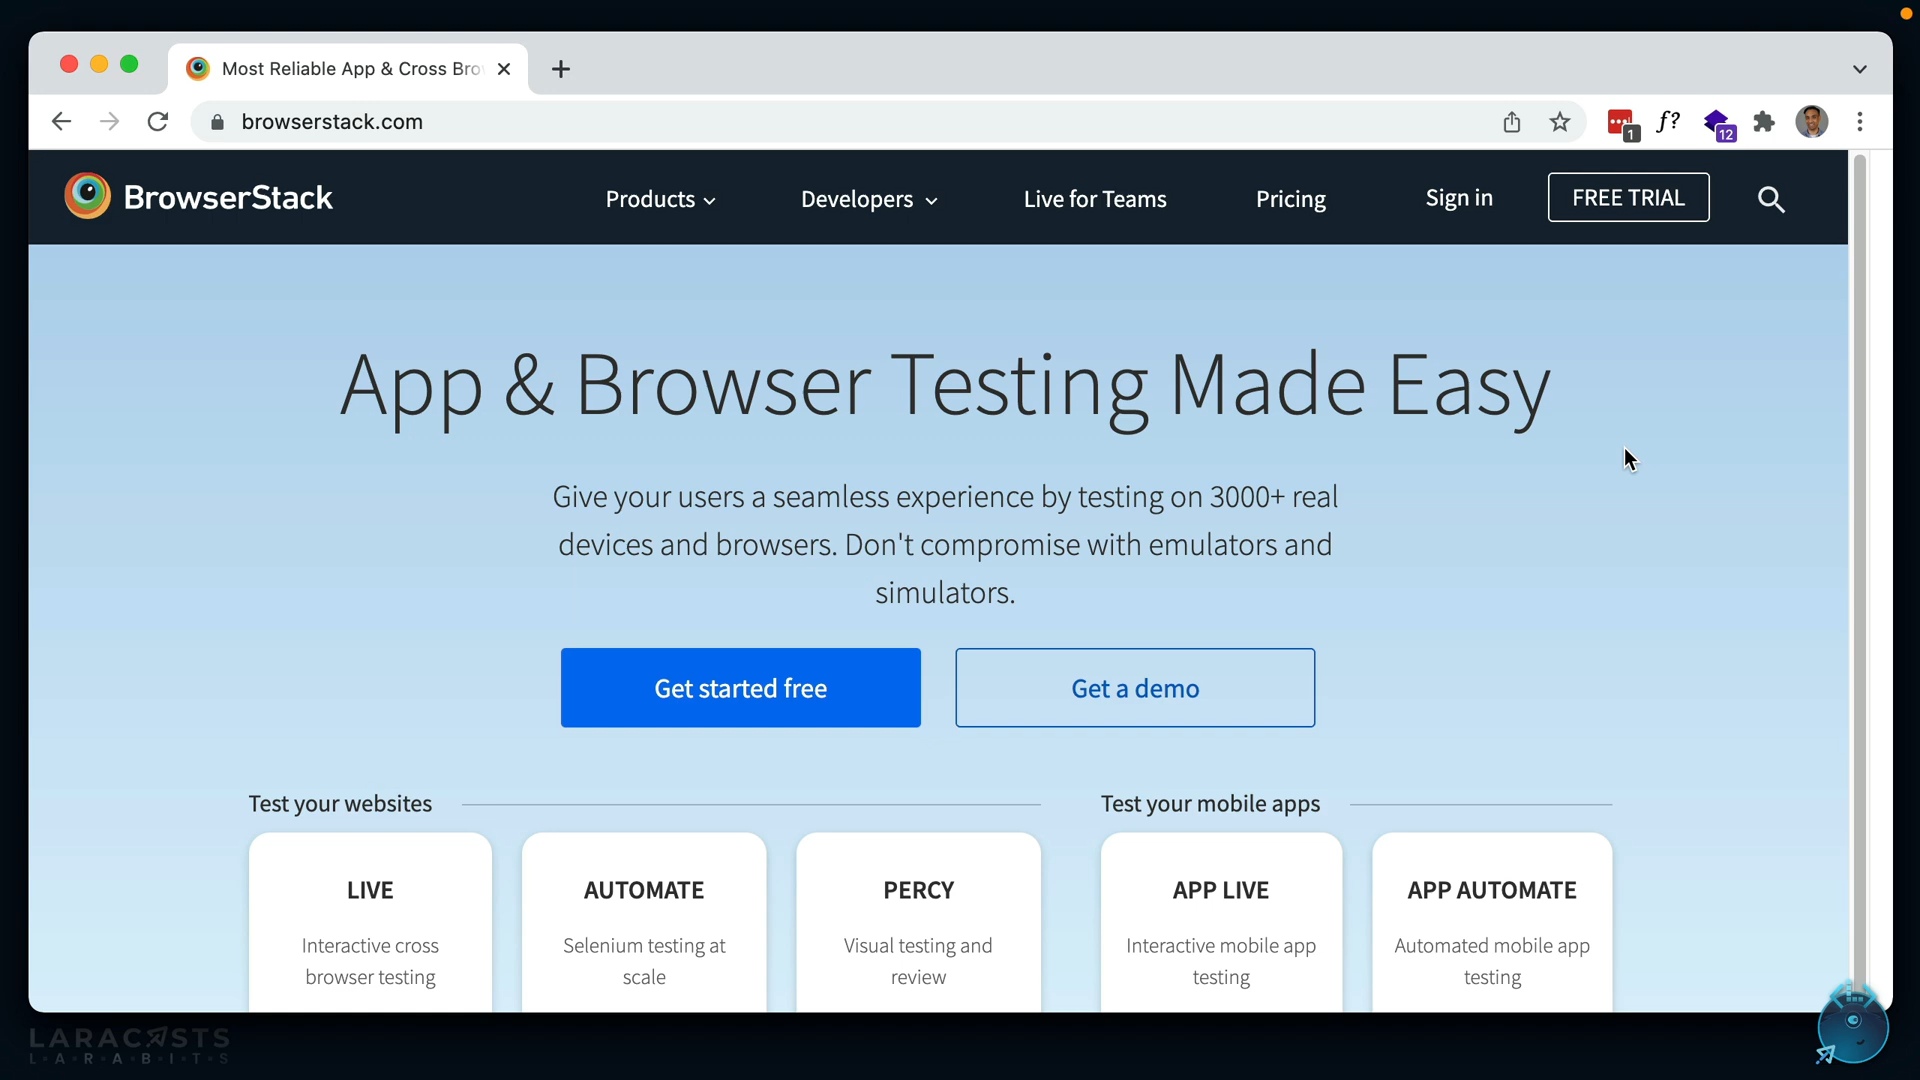 Most Reliable App & Cross Bro
browserstack.com
1
f?
12
BrowserStack
Products
Developers
Live for Teams
Pricing
Sign in
FREE TRIAL
App & Browser Testing Made Easy
Give your users a seamless experience by testing on 3000+ real
devices and browsers. Don't compromise with emulators and
simulators.
Get started free
Get a demo
Test your websites
Test your mobile apps
LIVE
Interactive cross
browser testing
AUTOMATE
Selenium testing at
scale
PERCY
Visual testing and
review
APP LIVE
Interactive mobile app
testing
APP AUTOMATE
Automated mobile app
testing
LARACASTS
L·A·R·A·B·I·T·S